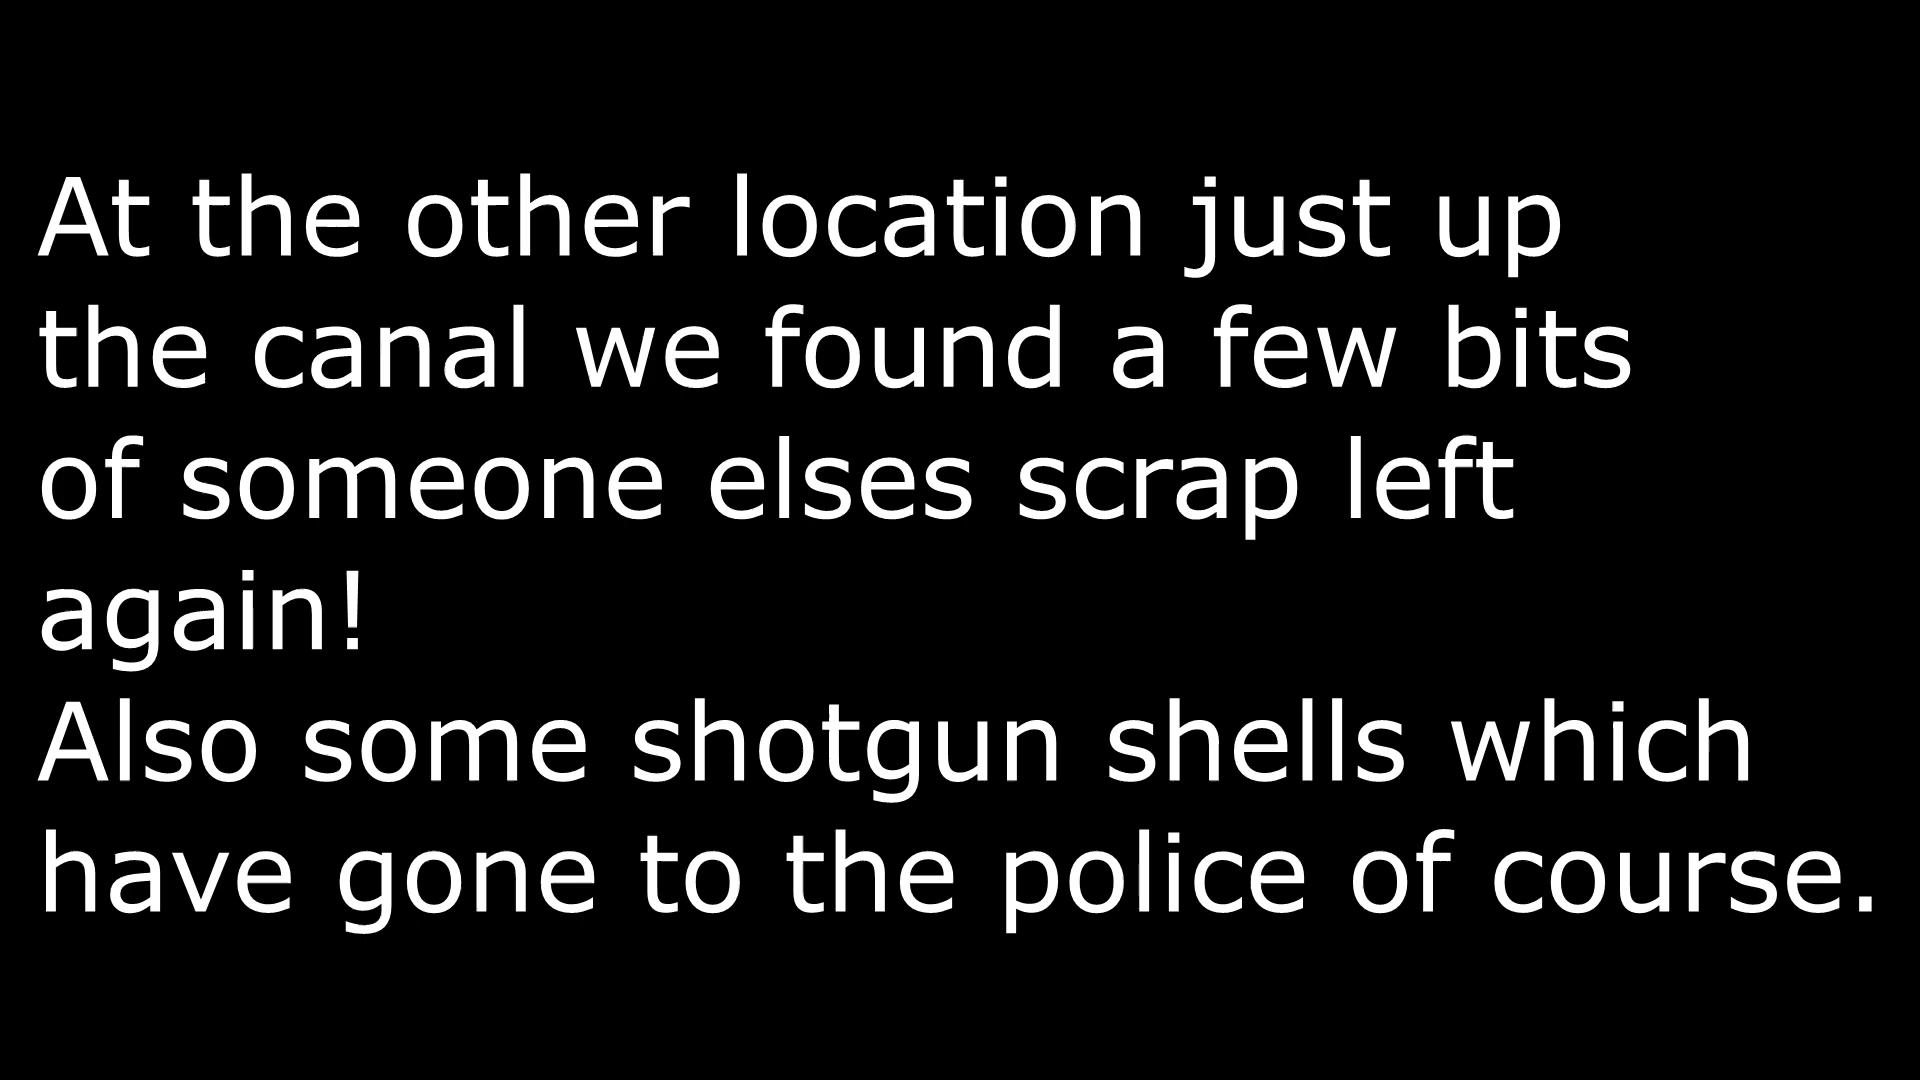 At the other location just up
the canal we found a few bits
of someone elses scrap left
again!
Also some shotgun shells which
have gone to the police of course.